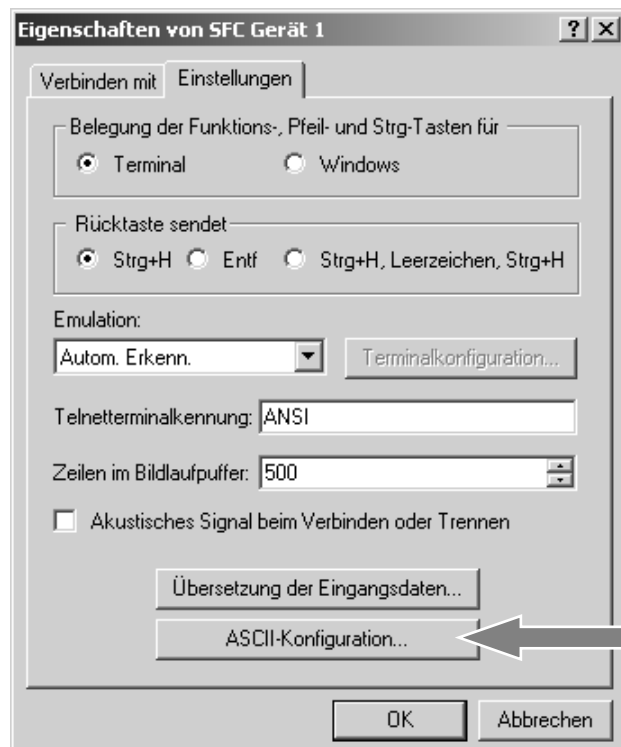 Eigenschaften von SFC Gerät 1
Verbinden mit Einstellungen
Belegung der Funktions-, Pfeil- und Strg-Tasten für
Terminal Windows
Rücktaste sendet
Strg+H Entf Strg+H, Leerzeichen, Strg+H
Emulation:
Autom. Erkenn. Terminalkonfiguration...
Telnetterminalkennung: ANSI
Zeilen im Bildlaufpuffer: 500
Akustisches Signal beim Verbinden oder Trennen
Übersetzung der Eingangsdaten...
ASCII-Konfiguration...
OK Abbrechen